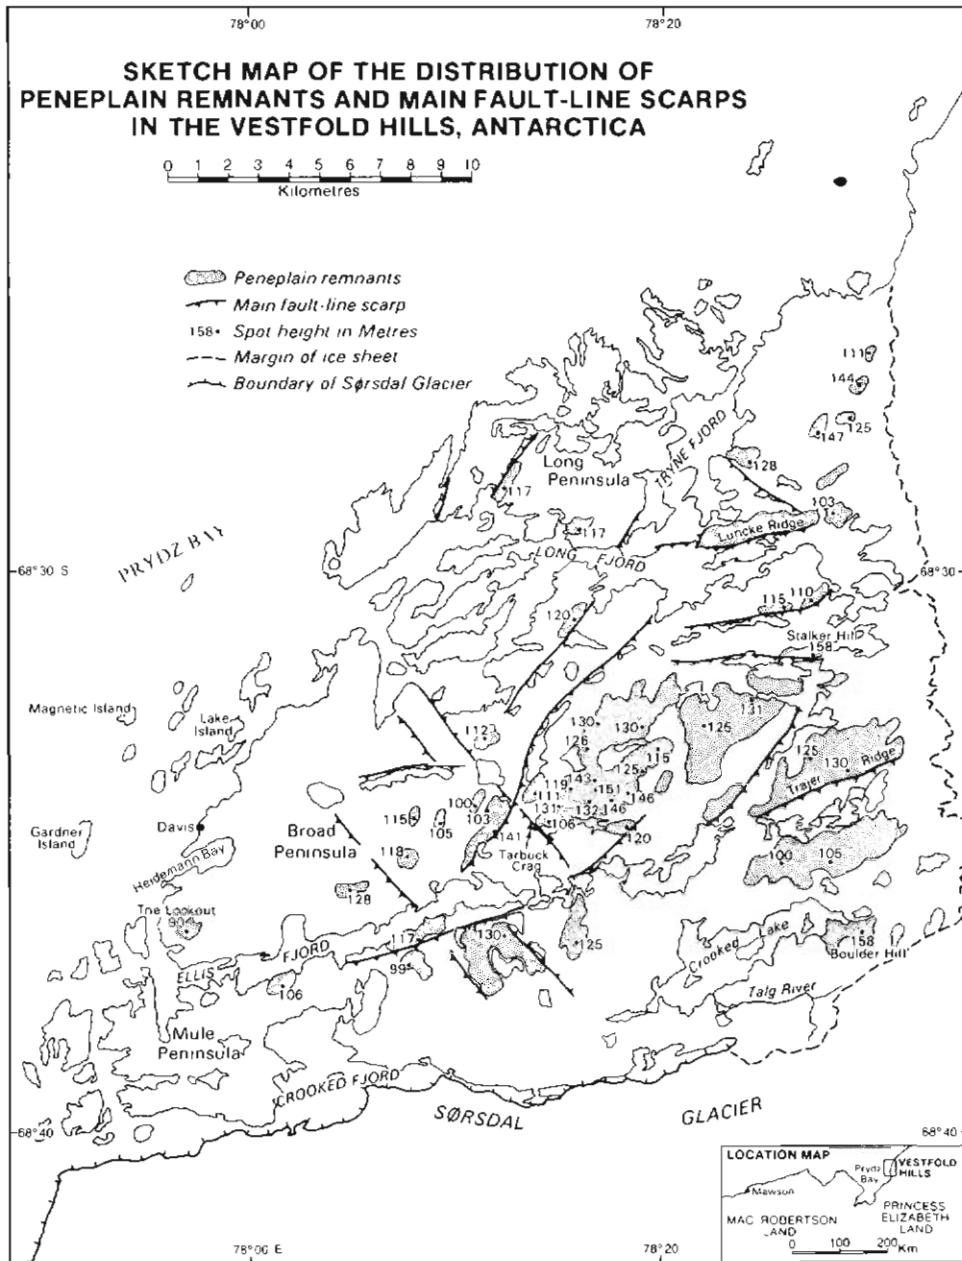 78°00'
78°20
SKETCH MAP OF THE DISTRIBUTION OF
PENEPLAIN REMNANTS AND MAIN FAULT-LINE SCARPS
IN THE VESTFOLD HILLS, ANTARCTICA
0 1 2 3 4 5 6 7 8 9 10
Kilometres
Peneplain remnants
Main fault-line scarp
158• Spot height in Metres
Margin of ice sheet
Boundary of Sørsdal Glacier
111
144
125
147
TRYNE FJORD
Long
Peninsula
128
117
103
Luncke Ridge
117
LONG FJORD
PRYDZ BAY
68°30 S
68°30
115
110
120
Stalker Hill
158
Magnetic Island
Lake
Island
131
130
130
125
112
126
115
125
125
130
Trajer Ridge
143
119
151
111
146
100
131
132
146
103
106
115
105
141
120
Davis
Gardner
Island
Broad
Peninsula
Tarbuck
Crag
Heidemann Bay
118
100
105
128
The Lookout
90
117
130
125
Crooked Lake
158
Boulder Hill
ELLIS FJORD
99
106
Talg River
Mule
Peninsula
CROOKED FJORD
SØRSDAL GLACIER
68°40
68°40
LOCATION MAP
Prydz
Bay
VESTFOLD
HILLS
Mawson
MAC ROBERTSON
LAND
PRINCESS
ELIZABETH
LAND
0 100 200
Km
78°00 E
78°20